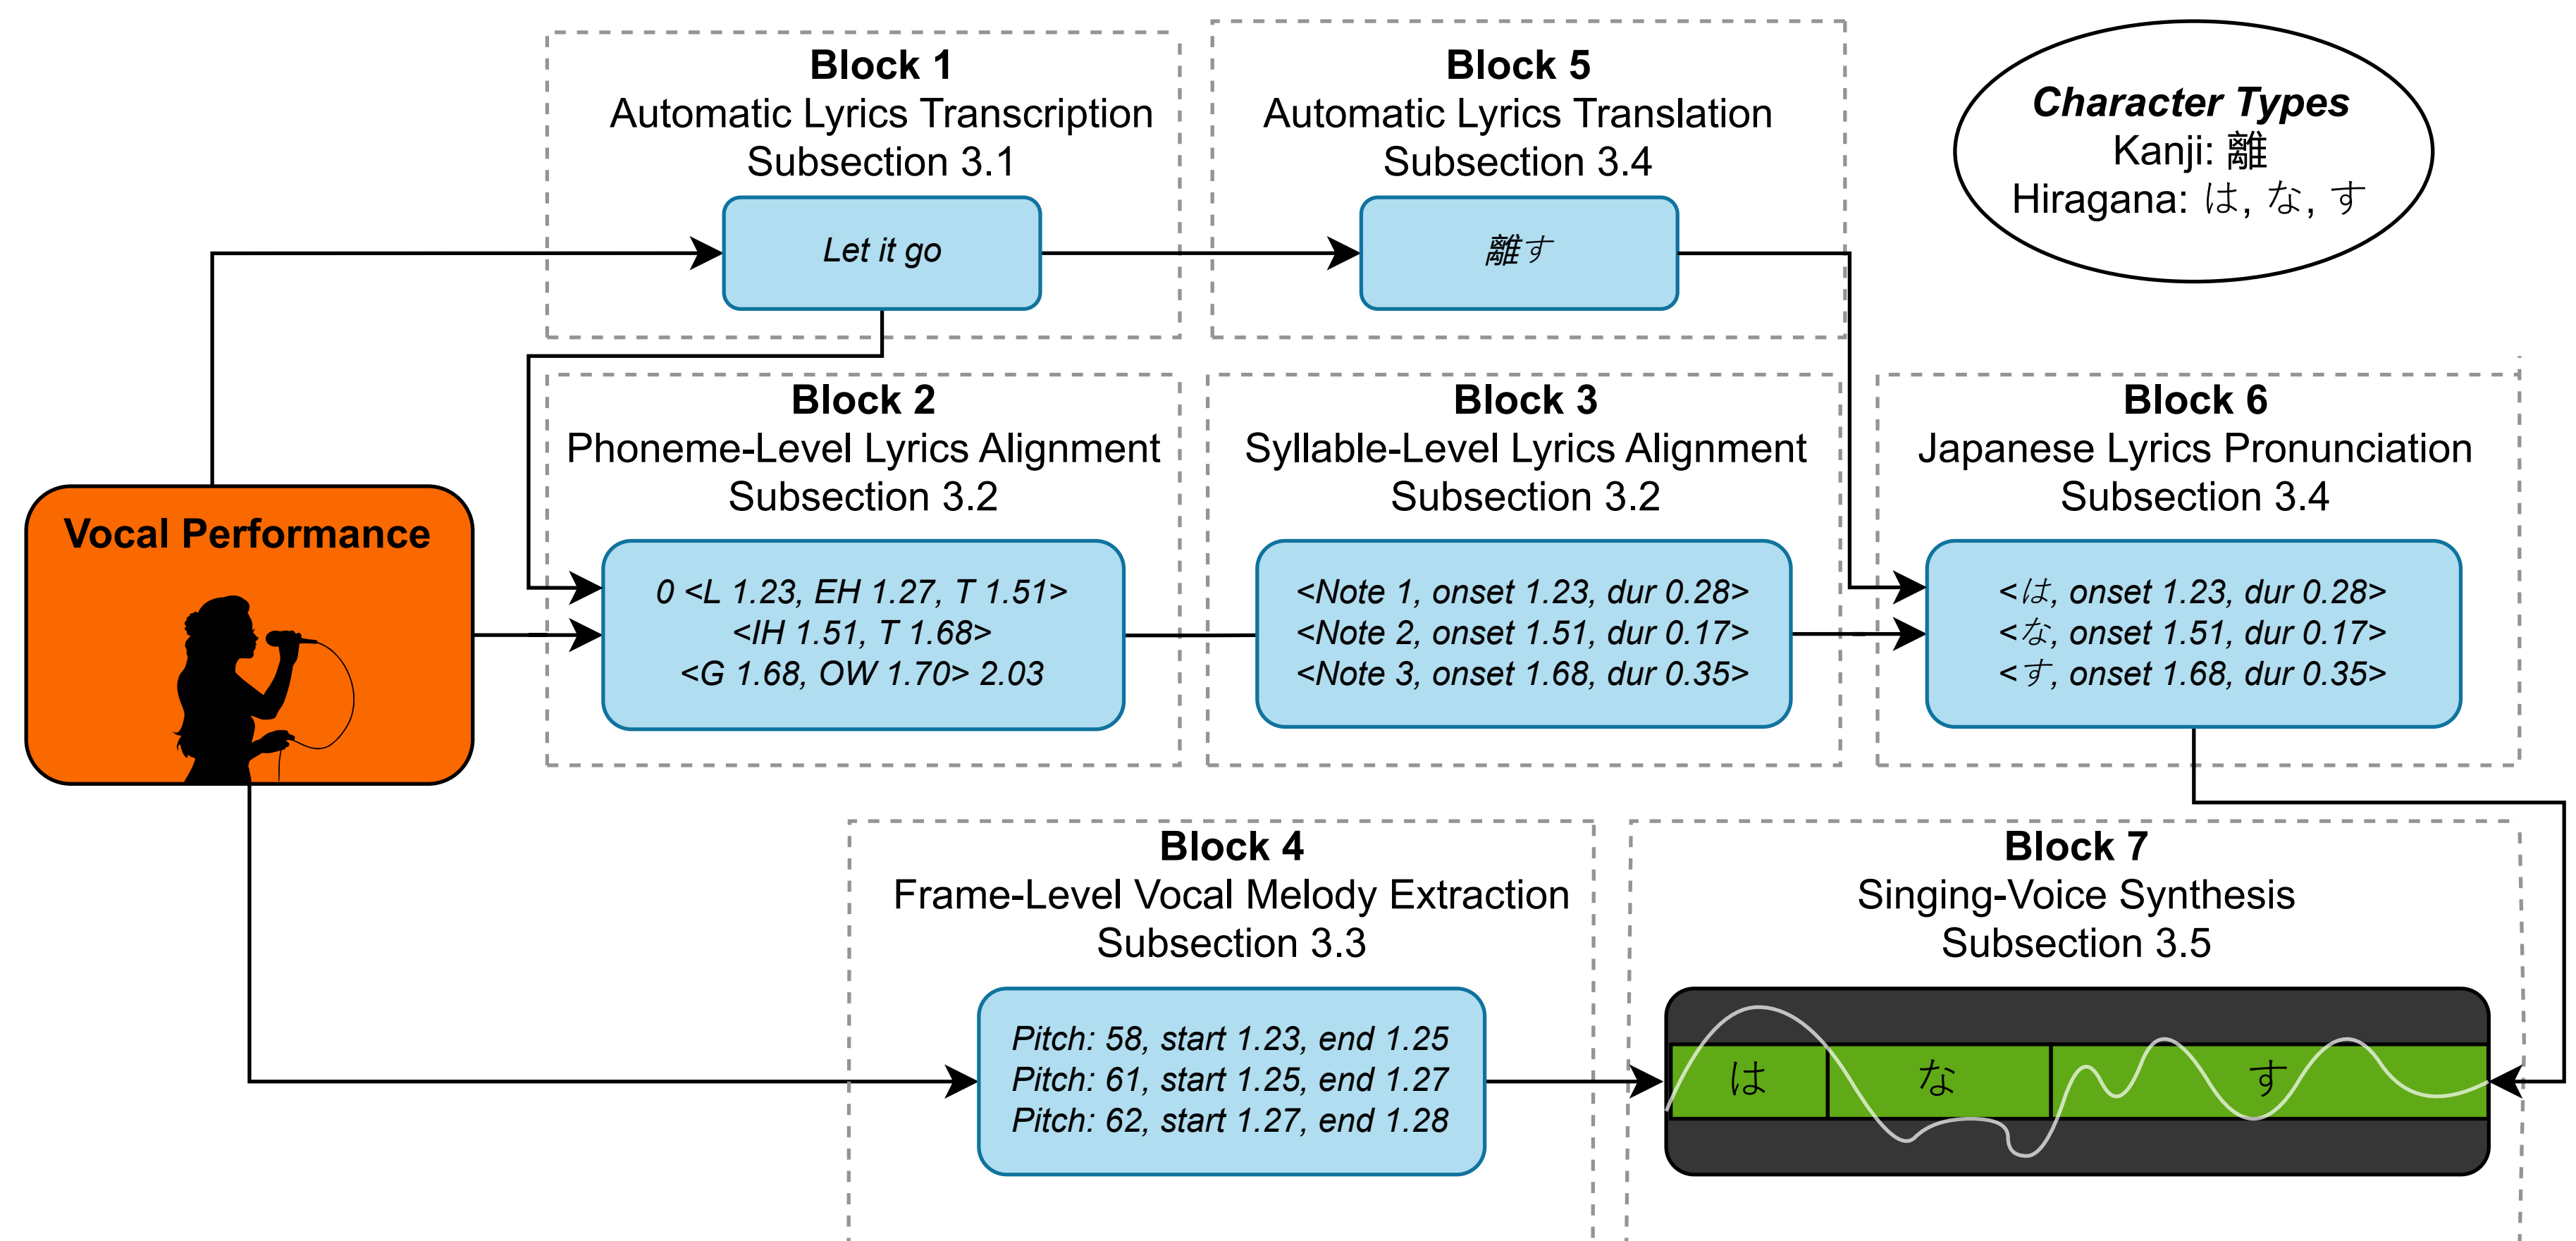 Block 1
Automatic Lyrics Transcription
Subsection 3.1
Let it go
Block 5
Automatic Lyrics Translation
Subsection 3.4
離す
Character Types
Kanji: 離
Hiragana: は, な, す
Vocal Performance
Block 2
Phoneme-Level Lyrics Alignment
Subsection 3.2
0 <L 1.23, EH 1.27, T 1.51>
<IH 1.51, T 1.68>
<G 1.68, OW 1.70> 2.03
Block 3
Syllable-Level Lyrics Alignment
Subsection 3.2
<Note 1, onset 1.23, dur 0.28>
<Note 2, onset 1.51, dur 0.17>
<Note 3, onset 1.68, dur 0.35>
Block 6
Japanese Lyrics Pronunciation
Subsection 3.4
<は, onset 1.23, dur 0.28>
<な, onset 1.51, dur 0.17>
<す, onset 1.68, dur 0.35>
Block 4
Frame-Level Vocal Melody Extraction
Subsection 3.3
Pitch: 58, start 1.23, end 1.25
Pitch: 61, start 1.25, end 1.27
Pitch: 62, start 1.27, end 1.28
Block 7
Singing-Voice Synthesis
Subsection 3.5
は な す